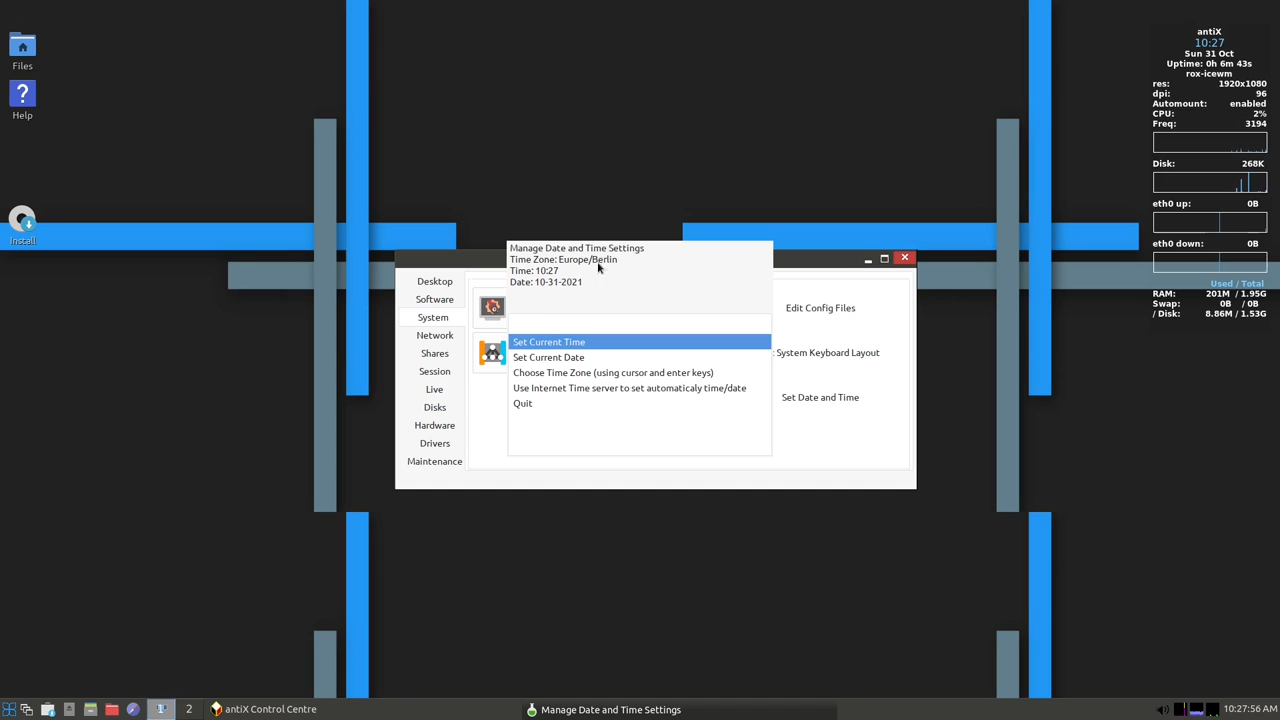 Files
Help
Install
antiX
10:27
Sun 31 Oct
Uptime: 0h 6m 43s
rox-icewm
res: 1920x1080
dpi: 96
Automount: enabled
CPU: 2%
Freq: 3194
Disk: 268K
eth0 up: 0B
eth0 down: 0B
Used / Total
RAM: 201M / 1.95G
Swap: 0B / 0B
/ Disk: 8.86M / 1.53G
Manage Date and Time Settings
Time Zone: Europe/Berlin
Time: 10:27
Date: 10-31-2021
Set Current Time
Set Current Date
Choose Time Zone (using cursor and enter keys)
Use Internet Time server to set automaticaly time/date
Quit
Desktop
Software
System
Network
Shares
Session
Live
Disks
Hardware
Drivers
Maintenance
Edit Config Files
System Keyboard Layout
Set Date and Time
1
2
antiX Control Centre
Manage Date and Time Settings
10:27:56 AM